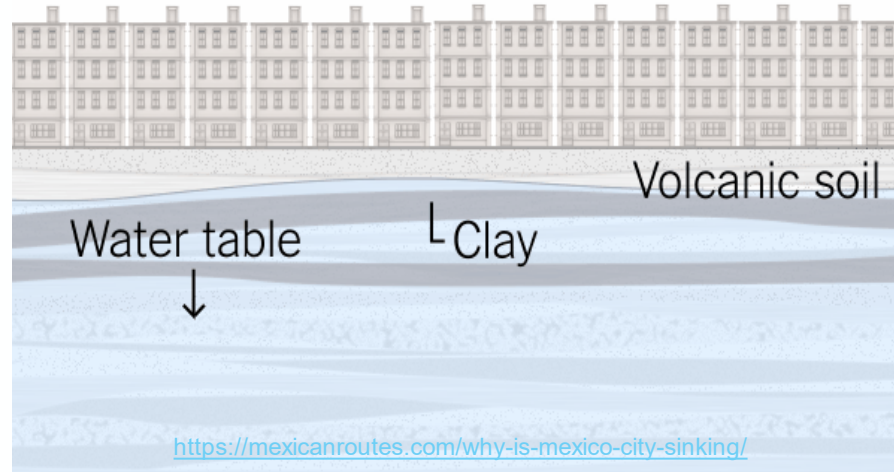 Volcanic soil
Water table
Clay
https://mexicanroutes.com/why-is-mexico-city-sinking/